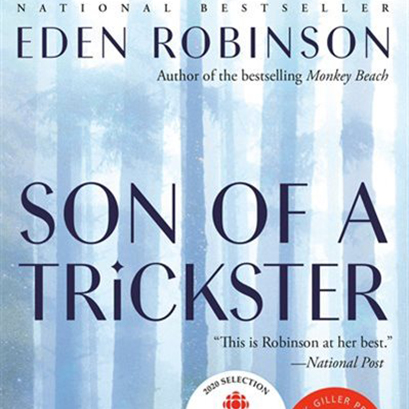 NATIONAL BESTSELLER
EDEN ROBINSON
Author of the bestselling Monkey Beach
SON OF A
TRiCKSTER
“This is Robinson at her best.”
—National Post
2020 SELECTION
GILLER